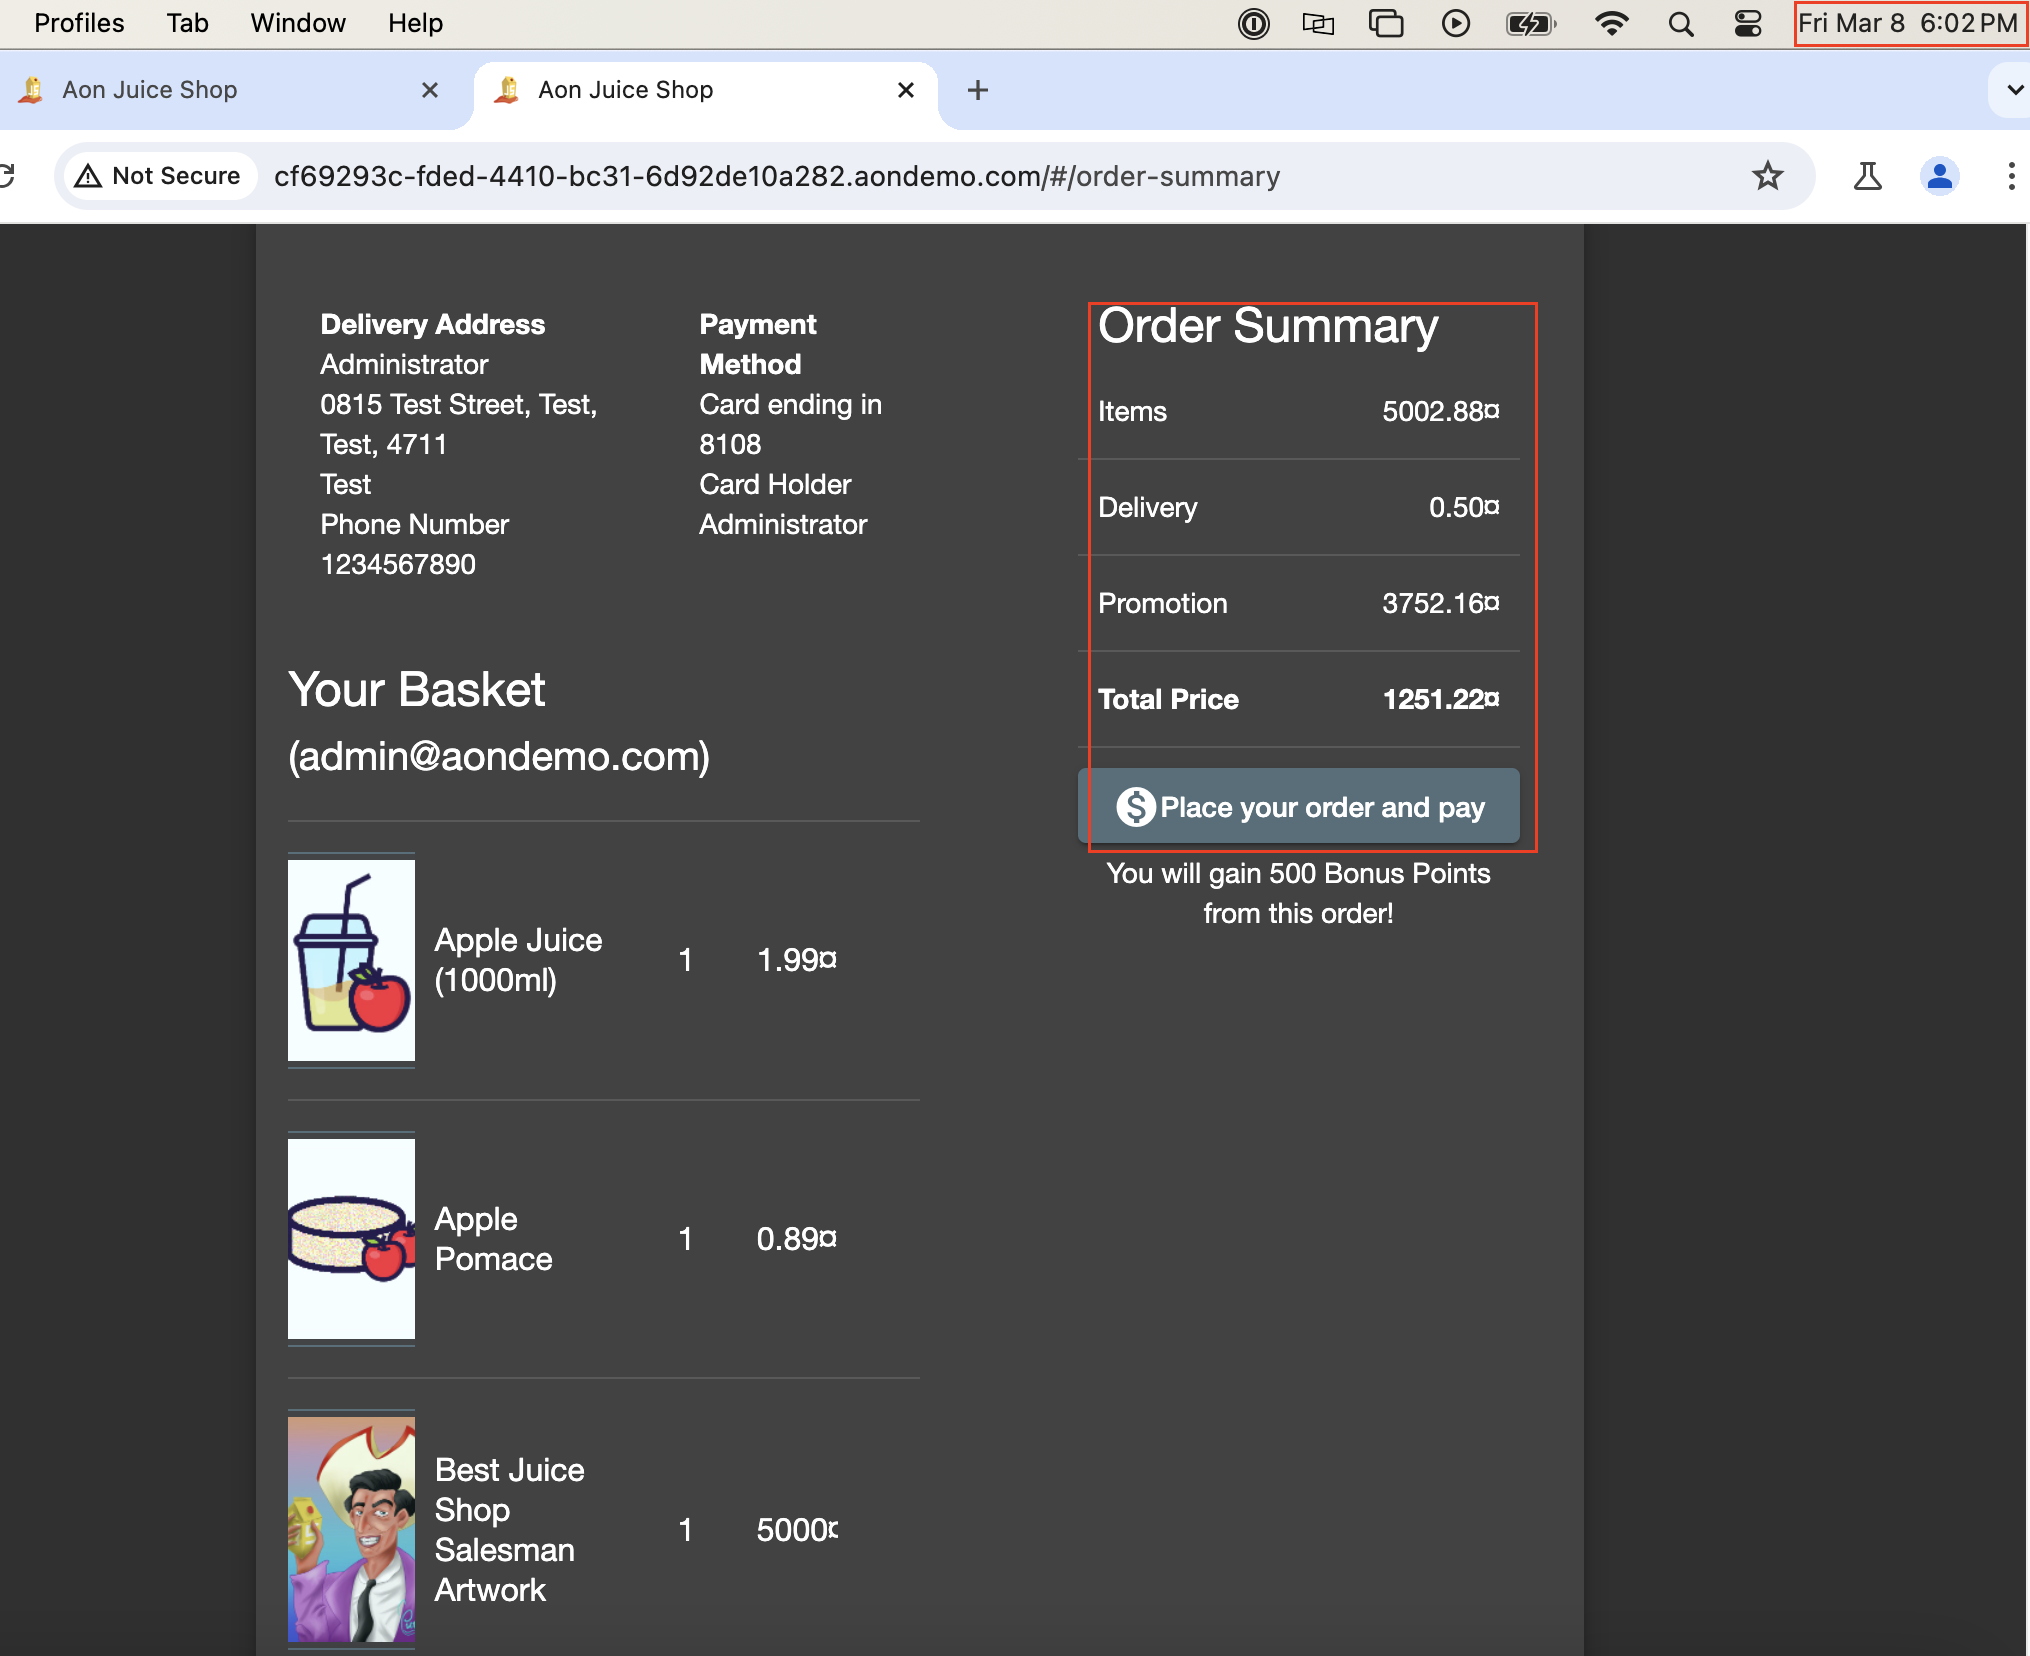 Profiles Tab Window Help Fri Mar 8 6:02 PM
Aon Juice Shop Aon Juice Shop
Not Secure cf69293c-fded-4410-bc31-6d92de10a282.aondemo.com/#/order-summary
Delivery Address
Administrator
0815 Test Street, Test,
Test, 4711
Test
Phone Number
1234567890
Payment
Method
Card ending in
8108
Card Holder
Administrator
Order Summary
Items 5002.88¤
Delivery 0.50¤
Promotion 3752.16¤
Total Price 1251.22¤
Place your order and pay
You will gain 500 Bonus Points
from this order!
Your Basket
(admin@aondemo.com)
Apple Juice
(1000ml) 1 1.99¤
Apple
Pomace 1 0.89¤
Best Juice
Shop
Salesman
Artwork 1 5000¤